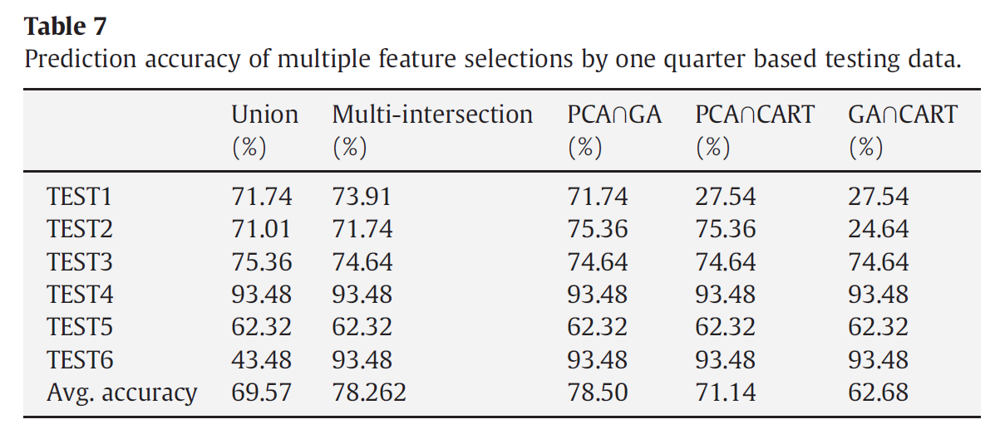 Table 7
Prediction accuracy of multiple feature selections by one quarter based testing data.
Union Multi-intersection PCA∩GA PCA∩CART GA∩CART
(%) (%) (%) (%) (%)
TEST1 71.74 73.91 71.74 27.54 27.54
TEST2 71.01 71.74 75.36 75.36 24.64
TEST3 75.36 74.64 74.64 74.64 74.64
TEST4 93.48 93.48 93.48 93.48 93.48
TEST5 62.32 62.32 62.32 62.32 62.32
TEST6 43.48 93.48 93.48 93.48 93.48
Avg. accuracy 69.57 78.262 78.50 71.14 62.68